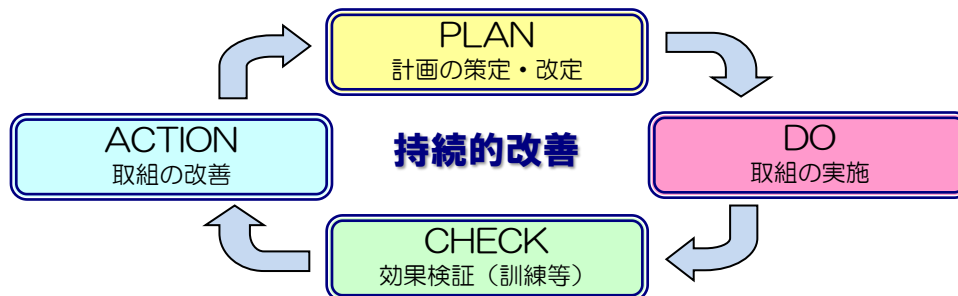 PLAN
計画の策定・改定
ACTION
取組の改善
持続的改善
DO
取組の実施
CHECK
効果検証（訓練等）